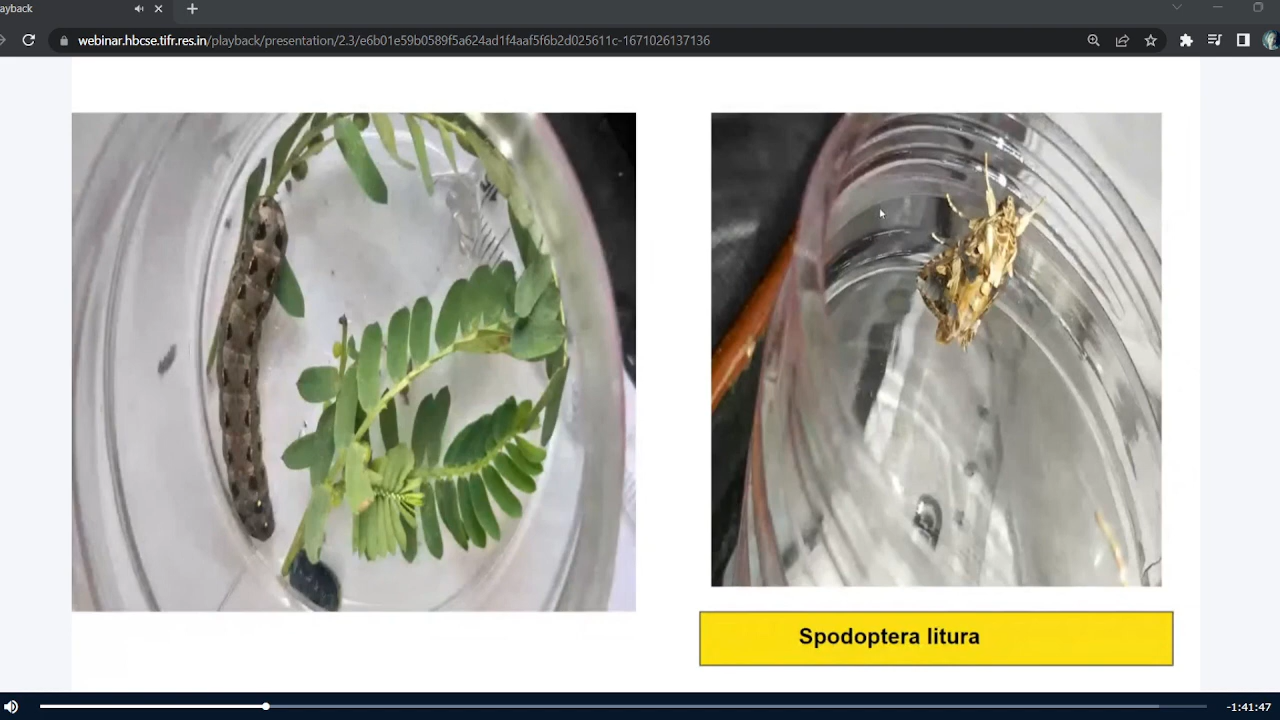 ayback
webinar.hbcse.tifr.res.in/playback/presentation/2.3/e6b01e59b0589f5a624ad1f4aaf5f6b2d025611c-1671026137136
Spodoptera litura
-1:41:47